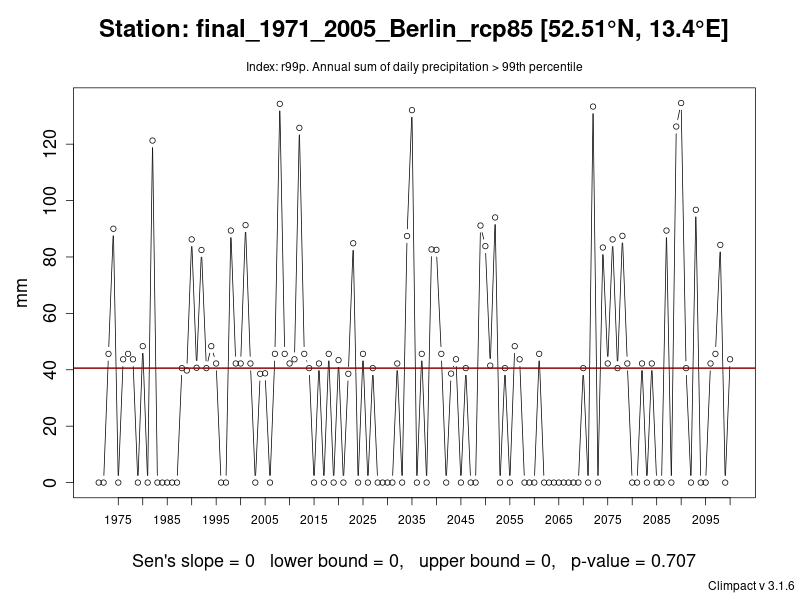 Station: final_1971_2005_Berlin_rcp85 [52.51°N, 13.4°E]
Index: r99p. Annual sum of daily precipitation > 99th percentile
120
100
80
60
40
20
0
mm
1975 1985 1995 2005 2015 2025 2035 2045 2055 2065 2075 2085 2095
Sen's slope = 0 lower bound = 0, upper bound = 0, p-value = 0.707
Climpact v 3.1.6